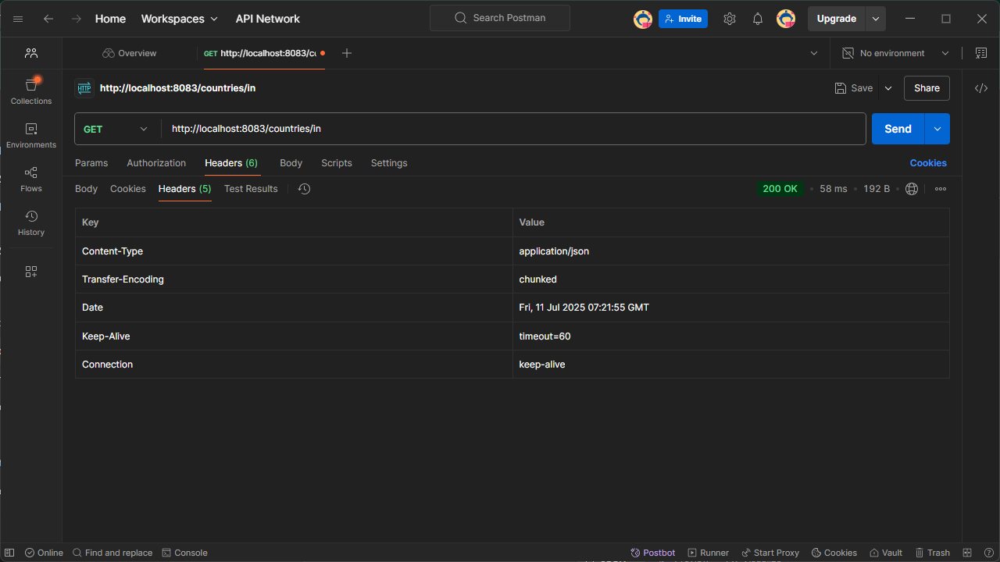 Home Workspaces API Network Search Postman Invite Upgrade
Overview GET http://localhost:8083/c No environment
HTTP http://localhost:8083/countries/in Save Share
Collections
GET http://localhost:8083/countries/in Send
Environments
Params Authorization Headers (6) Body Scripts Settings Cookies
Flows
Body Cookies Headers (5) Test Results 200 OK • 58 ms • 192 B
History
Key Value
Content-Type application/json
Transfer-Encoding chunked
Date Fri, 11 Jul 2025 07:21:55 GMT
Keep-Alive timeout=60
Connection keep-alive
Online Find and replace Console Postbot Runner Start Proxy Cookies Vault Trash